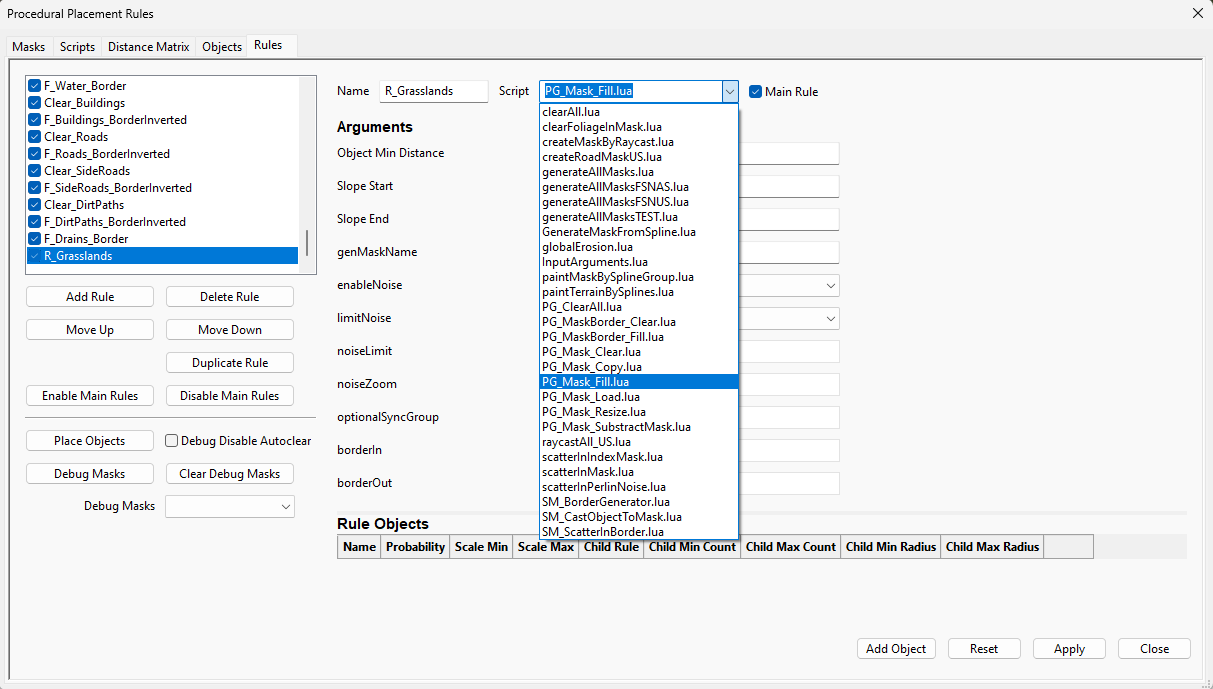 Procedural Placement Rules
Masks Scripts Distance Matrix Objects Rules
F_Water_Border
Clear_Buildings
F_Buildings_BorderInverted
Clear_Roads
F_Roads_BorderInverted
Clear_SideRoads
F_SideRoads_BorderInverted
Clear_DirtPaths
F_DirtPaths_BorderInverted
F_Drains_Border
R_Grasslands
Add Rule Delete Rule
Move Up Move Down
Duplicate Rule
Enable Main Rules Disable Main Rules
Place Objects Debug Disable Autoclear
Debug Masks Clear Debug Masks
Debug Masks
Name R_Grasslands Script PG_Mask_Fill.lua Main Rule
Arguments
Object Min Distance
Slope Start
Slope End
genMaskName
enableNoise
limitNoise
noiseLimit
noiseZoom
optionalSyncGroup
borderIn
borderOut
clearAll.lua
clearFoliageInMask.lua
createMaskByRaycast.lua
createRoadMaskUS.lua
generateAllMasks.lua
generateAllMasksFSNAS.lua
generateAllMasksFSNUS.lua
generateAllMasksTEST.lua
GenerateMaskFromSpline.lua
globalErosion.lua
InputArguments.lua
paintMaskBySplineGroup.lua
paintTerrainBySplines.lua
PG_ClearAll.lua
PG_MaskBorder_Clear.lua
PG_MaskBorder_Fill.lua
PG_Mask_Clear.lua
PG_Mask_Copy.lua
PG_Mask_Fill.lua
PG_Mask_Load.lua
PG_Mask_Resize.lua
PG_Mask_SubstractMask.lua
raycastAll_US.lua
scatterInIndexMask.lua
scatterInMask.lua
scatterInPerlinNoise.lua
SM_BorderGenerator.lua
SM_CastObjectToMask.lua
SM_ScatterInBorder.lua
Rule Objects
Name Probability Scale Min Scale Max Child Rule Child Min Count Child Max Count Child Min Radius Child Max Radius
Add Object Reset Apply Close